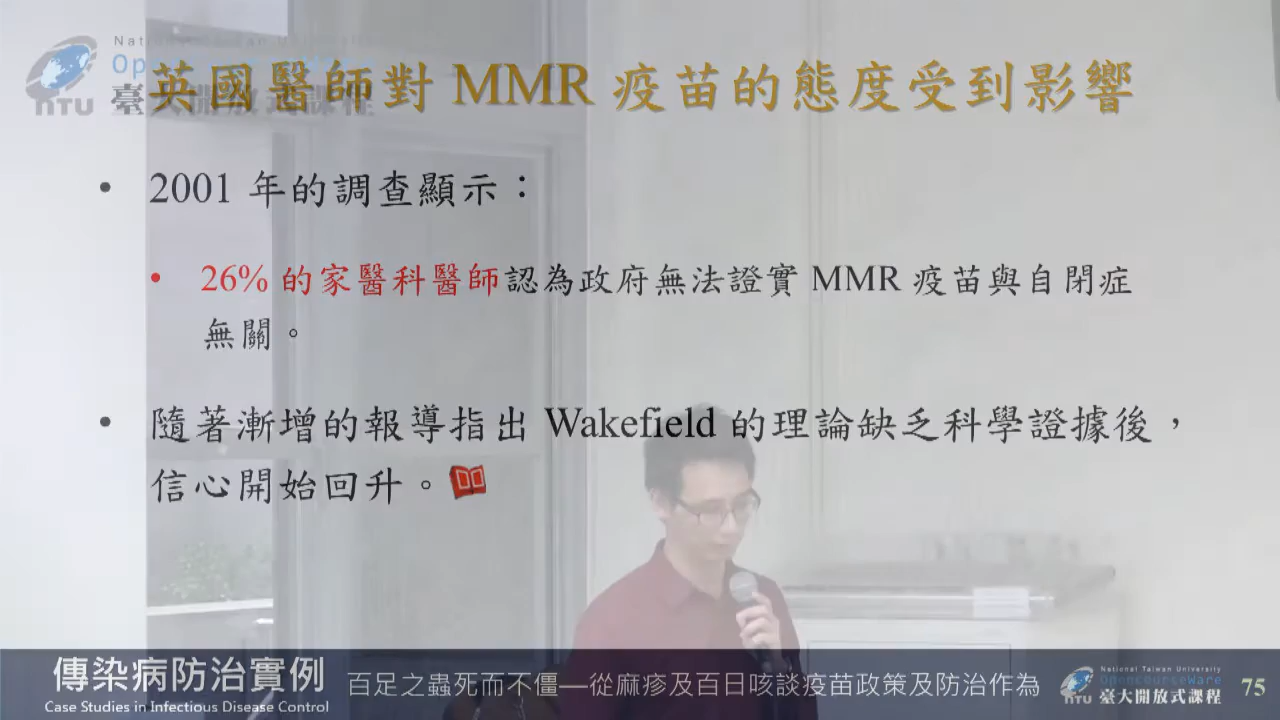 英國醫師對 MMR 疫苗的態度受到影響
臺大開放式課程
NTU
• 2001 年的調查顯示：
• 26% 的家醫科醫師認為政府無法證實 MMR 疫苗與自閉症
無關。
• 隨著漸增的報導指出 Wakefield 的理論缺乏科學證據後，
信心開始回升。
傳染病防治實例
Case Studies in Infectious Disease Control
百足之蟲死而不僵—從麻疹及百日咳談疫苗政策及防治作為
National Taiwan University
OpencourseWare
NTU 臺大開放式課程
75